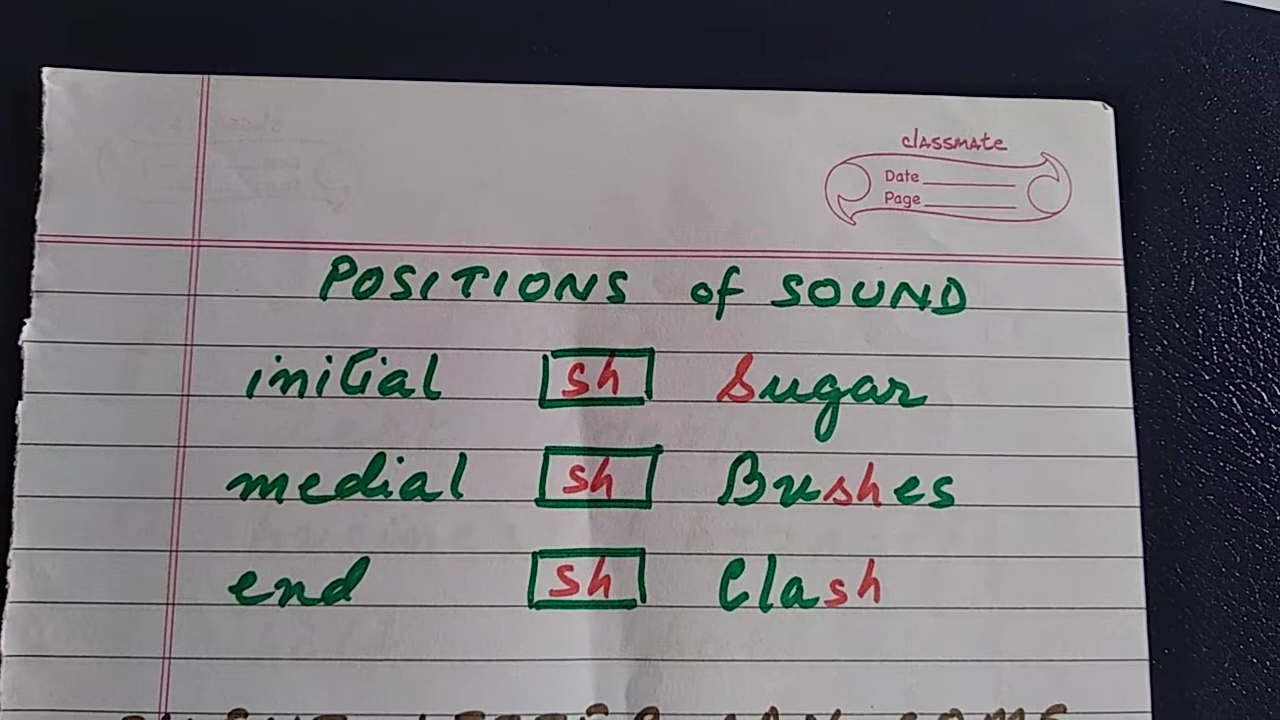 classmate
Date
Page
POSITIONS of SOUND
initial sh Sugar
medial sh Bushes
end sh Clash